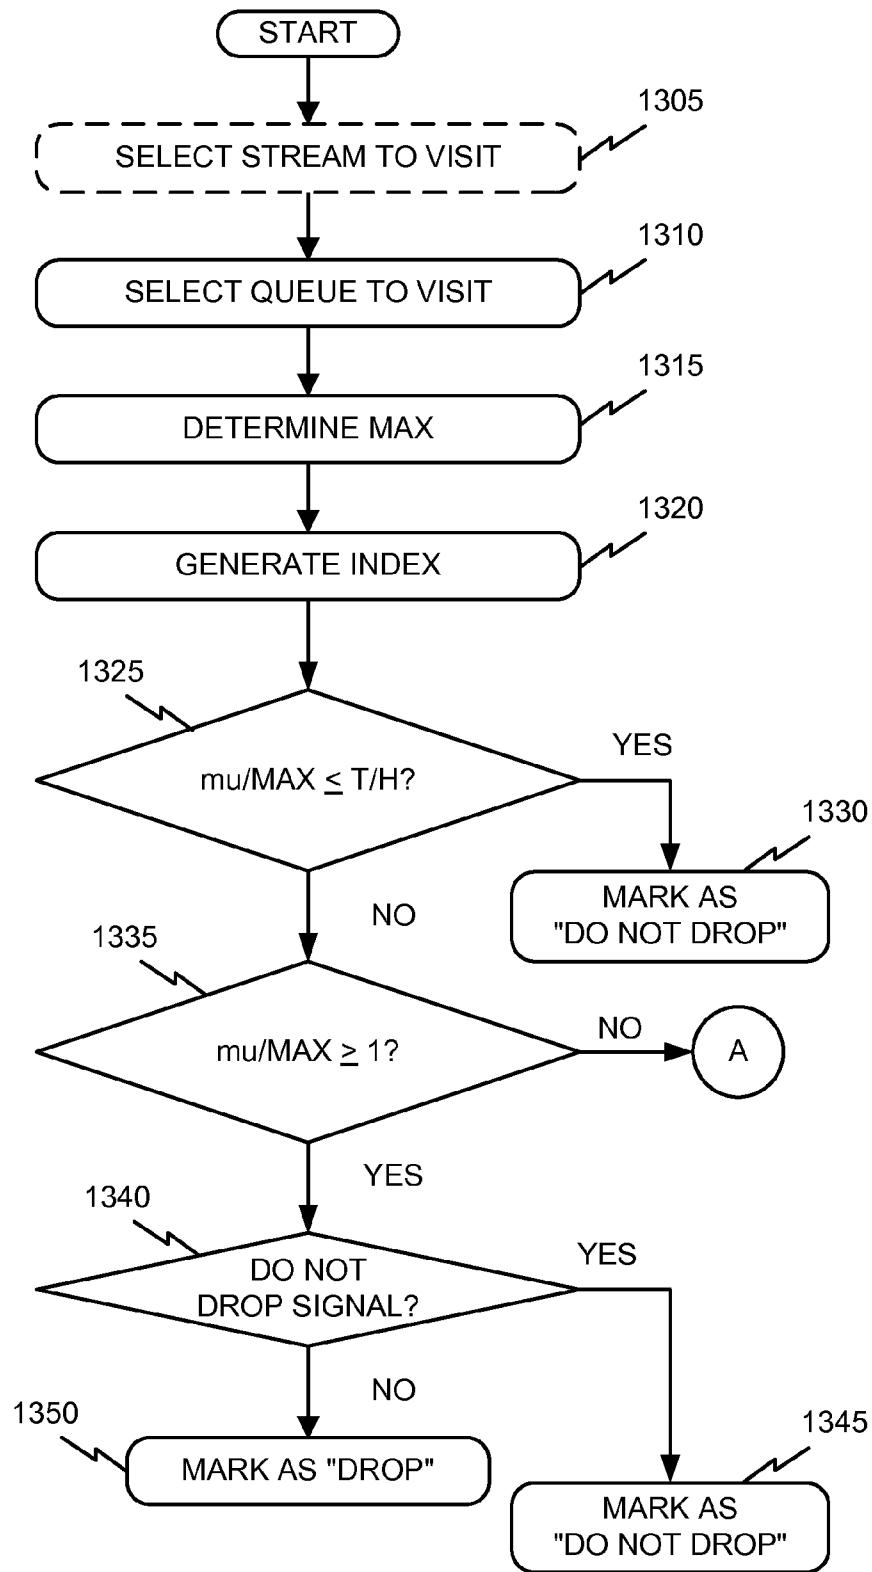 START
1305
SELECT STREAM TO VISIT
1310
SELECT QUEUE TO VISIT
1315
DETERMINE MAX
1320
GENERATE INDEX
1325
mu/MAX ≤ T/H?
YES
1330
MARK AS
"DO NOT DROP"
NO
1335
mu/MAX ≥ 1?
NO
A
YES
1340
DO NOT
DROP SIGNAL?
YES
NO
1350
MARK AS "DROP"
1345
MARK AS
"DO NOT DROP"